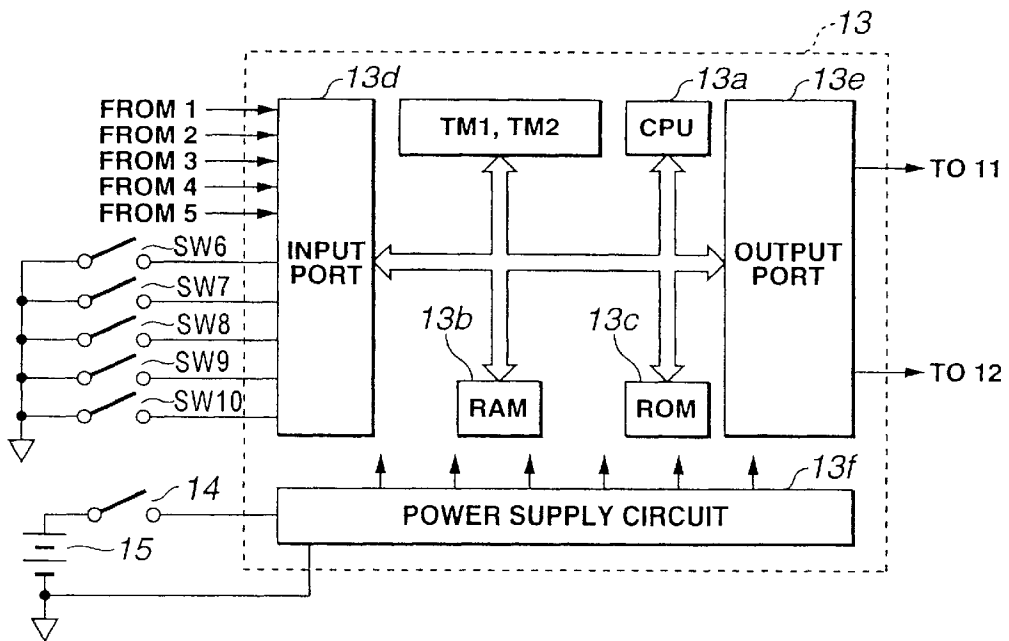 13
13d
13a
13e
FROM 1
FROM 2
FROM 3
FROM 4
FROM 5
TM1, TM2
CPU
TO 11
INPUT
PORT
OUTPUT
PORT
SW6
SW7
SW8
SW9
SW10
13b
13c
TO 12
RAM
ROM
13f
14
POWER SUPPLY CIRCUIT
15